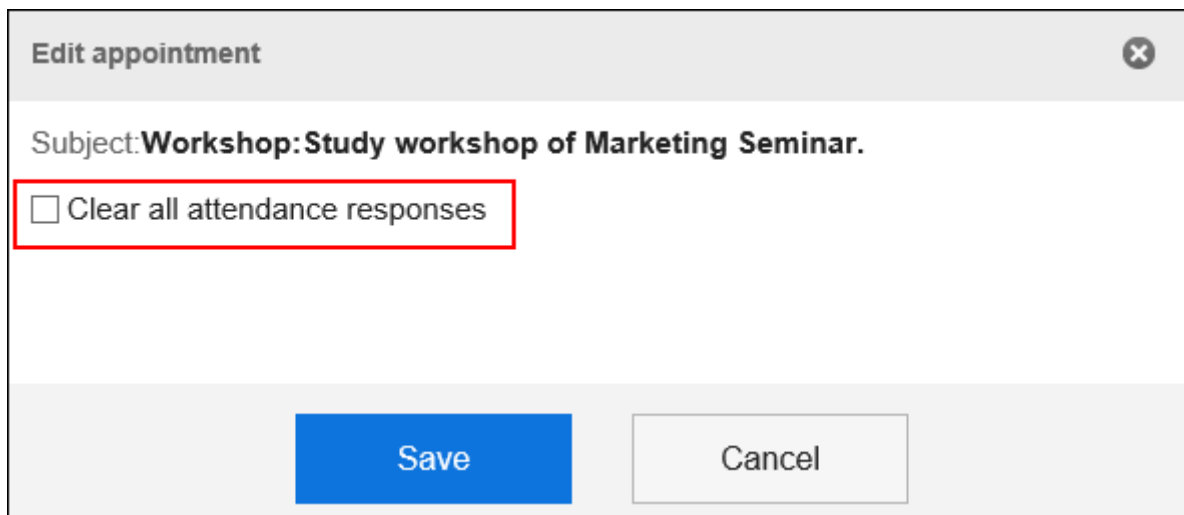 Edit appointment
Subject:Workshop:Study workshop of Marketing Seminar.
Clear all attendance responses
Save
Cancel